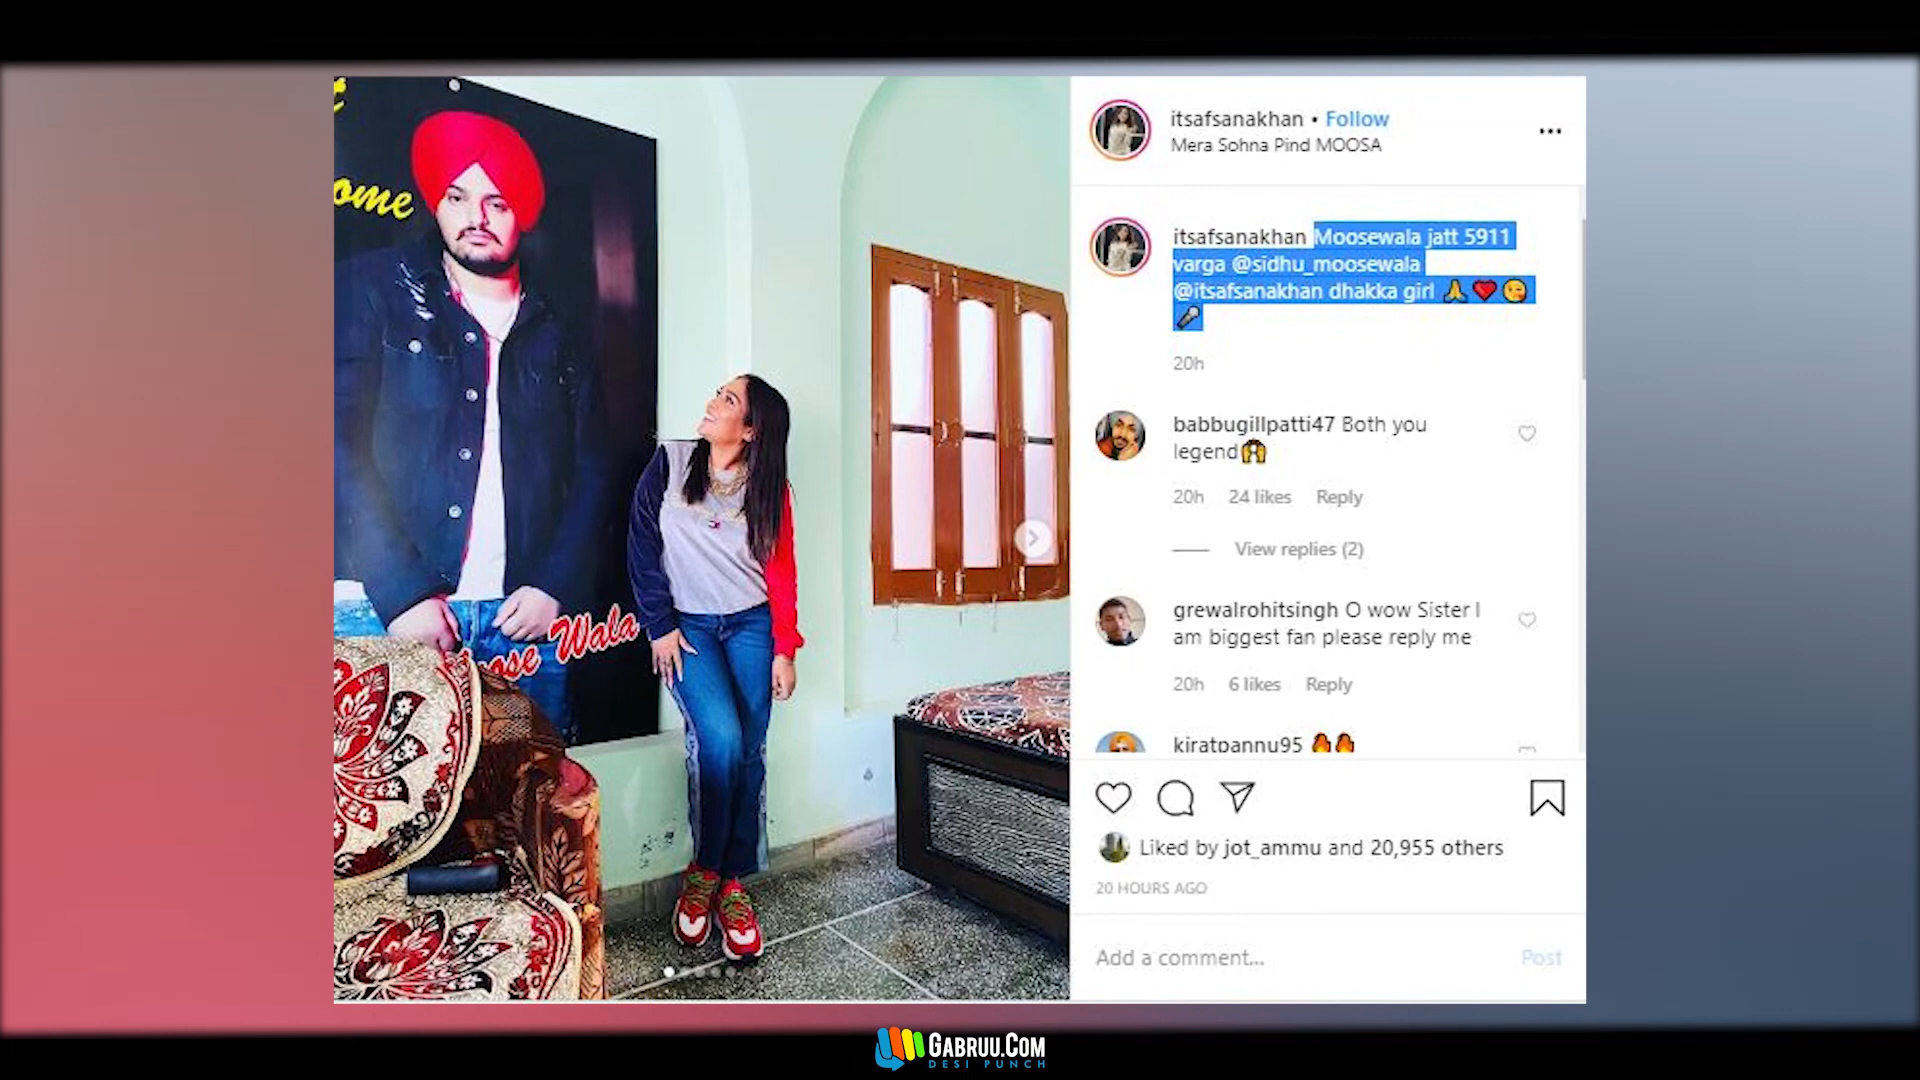 ome
Wala
itsafsanakhan • Follow
Mera Sohna Pind MOOSA
itsafsanakhan Moosewala jatt 5911
varga @sidhu_moosewala
@itsafsanakhan dhakka girl 🙏 ❤️ 😘
🎤
20h
babbugillpatti47 Both you
legend🙌
20h 24 likes Reply
View replies (2)
grewalrohitsingh O wow Sister I
am biggest fan please reply me
20h 6 likes Reply
kiratpannu95 🔥🔥
Liked by jot_ammu and 20,955 others
20 HOURS AGO
Add a comment... Post
GABRUU.COM
DESI PUNCH